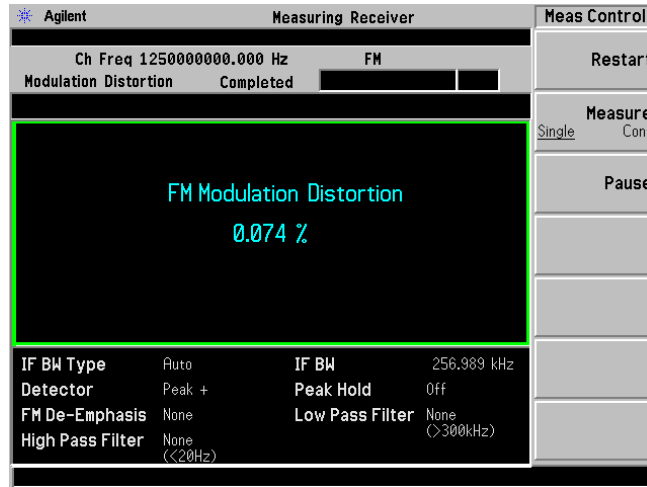 Agilent Measuring Receiver Meas Control
Ch Freq 1250000000.000 Hz FM
Restart
Modulation Distortion Completed
Measure
Single Con
FM Modulation Distortion
0.074 %
Pause
IF BW Type Auto IF BW 256.989 kHz
Detector Peak + Peak Hold Off
FM De-Emphasis None Low Pass Filter None
(>300kHz)
High Pass Filter None
(<20Hz)